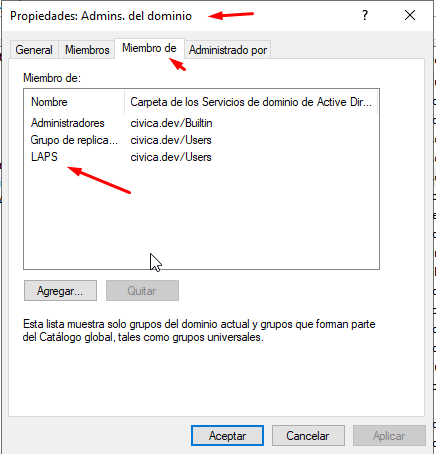 Propiedades: Admins. del dominio
General Miembros Miembro de Administrado por
Miembro de:
Nombre Carpeta de los Servicios de dominio de Active Dir...
Administradores civica.dev/Builtin
Grupo de replica... civica.dev/Users
LAPS civica.dev/Users
Agregar... Quitar
Esta lista muestra solo grupos del dominio actual y grupos que forman parte
del Catálogo global, tales como grupos universales.
Aceptar Cancelar Aplicar